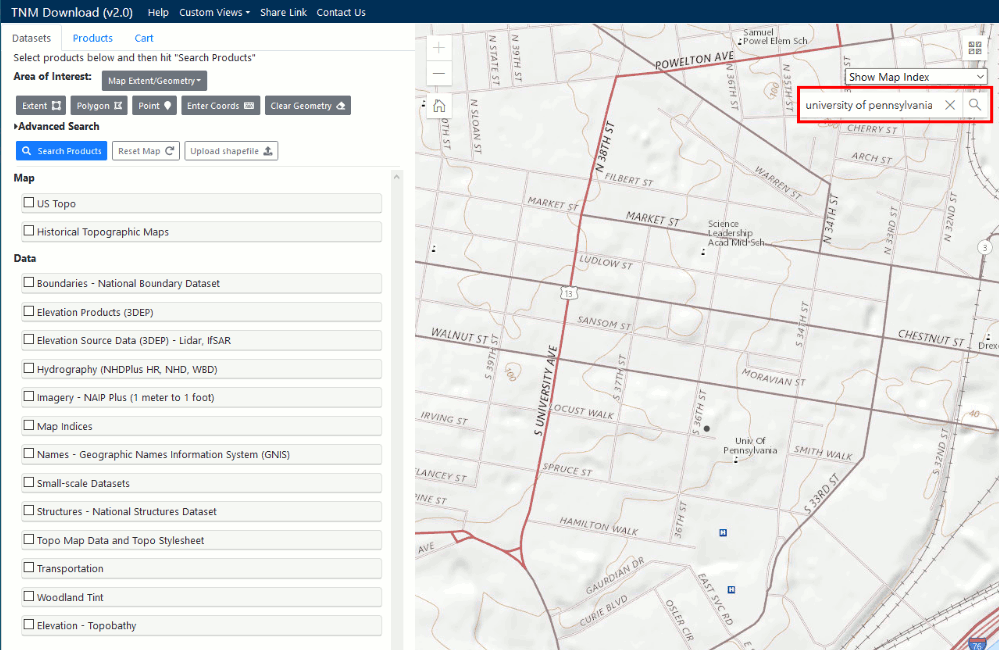 TNM Download (v2.0) Help Custom Views Share Link Contact Us
Datasets Products Cart
Select products below and then hit "Search Products"
Area of Interest: Map Extent/Geometry
Extent Polygon Point Enter Coords Clear Geometry
Advanced Search
Search Products Reset Map Upload shapefile
Map
US Topo
Historical Topographic Maps
Data
Boundaries - National Boundary Dataset
Elevation Products (3DEP)
Elevation Source Data (3DEP) - Lidar, IfSAR
Hydrography (NHDPlus HR, NHD, WBD)
Imagery - NAIP Plus (1 meter to 1 foot)
Map Indices
Names - Geographic Names Information System (GNIS)
Small-scale Datasets
Structures - National Structures Dataset
Topo Map Data and Topo Stylesheet
Transportation
Woodland Tint
Elevation - Topobathy
Show Map Index
university of pennsylvania
Samuel
Powel Elem Sch
POWELTON AVE
N STATE ST
N 39TH ST
N 36TH ST
N 35TH ST
100
N SLOAN ST
N 38TH ST
CHERRY ST
ARCH ST
WARREN ST
FILBERT ST
MARKET ST
MARKET ST
N 34TH ST
N 33RD ST
N 32ND ST
Science
Leadership
Acad Mid-Sch
3
LUDLOW ST
13
SANSOM ST
S 34TH ST
WALNUT ST
CHESTNUT ST
Drex
S 39TH ST
100
S 37TH ST
MORAVIAN ST
S UNIVERSITY AVE
LOCUST WALK
S 36TH ST
40
IRVING ST
Univ Of
Pennsylvania
SMITH WALK
S 32ND ST
LANCEY ST
SPRUCE ST
S 33RD ST
PINE ST
HAMILTON WALK
36TH ST
H
AVE
GAURDIAN DR
H
EAST SVC RD
CURIE BLVD
OSLER CIR
E
76